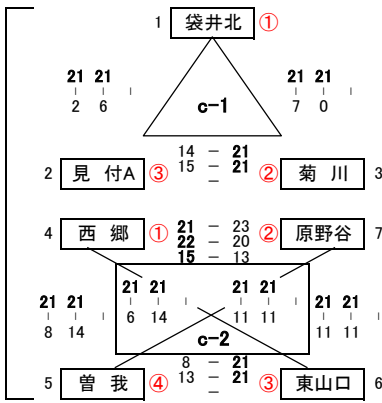 1 袋井北 ①
21 21 21 21
2 6 7 0
c-1
14 － 21
2 見 付A ③ 15 － 21 ② 菊 川 3
－
4 西 郷 ① 21 － 23 ② 原野谷 7
22 － 20
15 － 13
21 21 21 21 21 21 21 21
8 14 6 14 11 11 11 11
c-2
8 － 21
5 曽 我 ④ 13 － 21 ③ 東山口 6
－